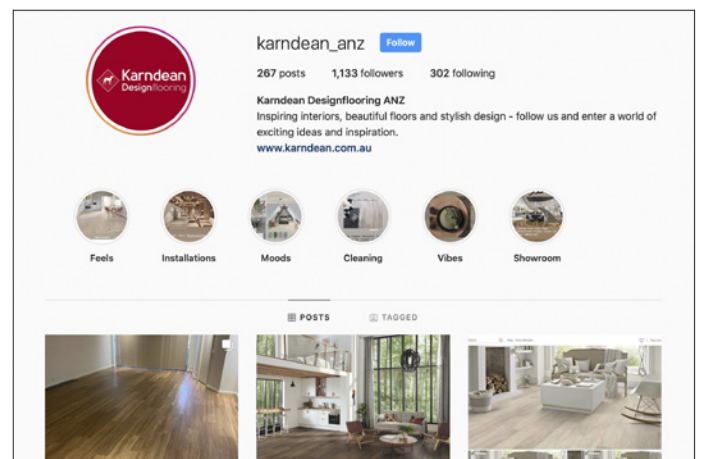 Karndean
Designflooring
karndean_anz Follow
267 posts 1,133 followers 302 following
Karndean Designflooring ANZ
Inspiring interiors, beautiful floors and stylish design - follow us and enter a world of
exciting ideas and inspiration.
www.karndean.com.au
Feels Installations Moods Cleaning Vibes Showroom
POSTS TAGGED